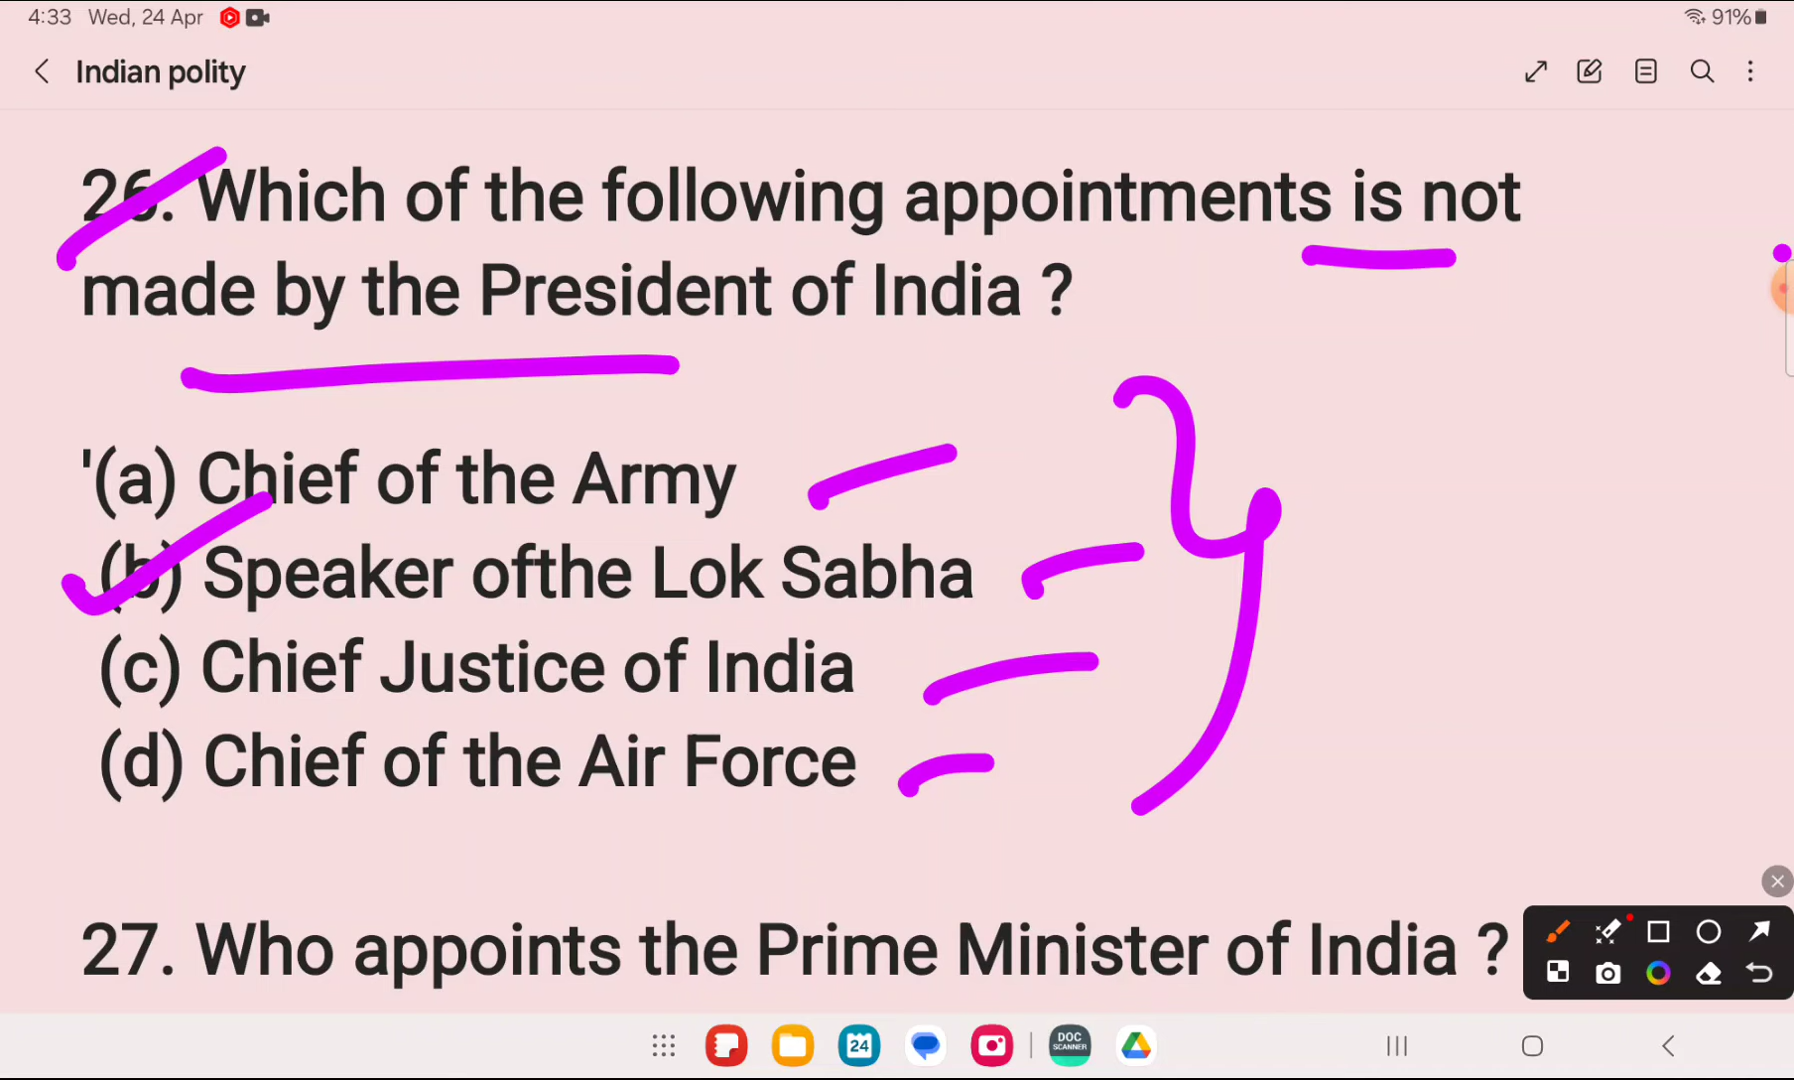 4:33 Wed, 24 Apr
91%
Indian polity
26. Which of the following appointments is not
made by the President of India ?
'(a) Chief of the Army
(b) Speaker ofthe Lok Sabha
(c) Chief Justice of India
(d) Chief of the Air Force
27. Who appoints the Prime Minister of India ?
24
DOC
SCANNER